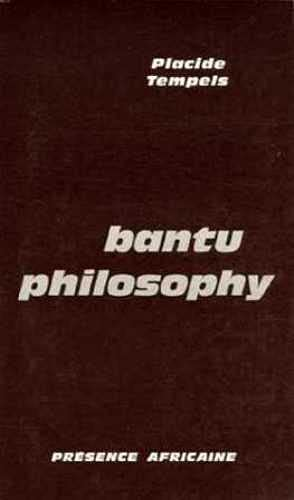 Placide
Tempels
bantu
philosophy
PRÉSENCE AFRICAINE